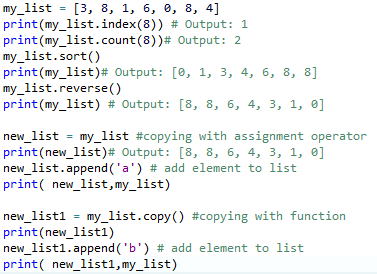 my_list = [3, 8, 1, 6, 0, 8, 4]
print(my_list.index(8)) # Output: 1
print(my_list.count(8))# Output: 2
my_list.sort()
print(my_list)# Output: [0, 1, 3, 4, 6, 8, 8]
my_list.reverse()
print(my_list) # Output: [8, 8, 6, 4, 3, 1, 0]

new_list = my_list #copying with assignment operator
print(new_list)# Output: [8, 8, 6, 4, 3, 1, 0]
new_list.append('a') # add element to list
print( new_list,my_list)

new_list1 = my_list.copy() #copying with function
print(new_list1)
new_list1.append('b') # add element to list
print( new_list1,my_list)